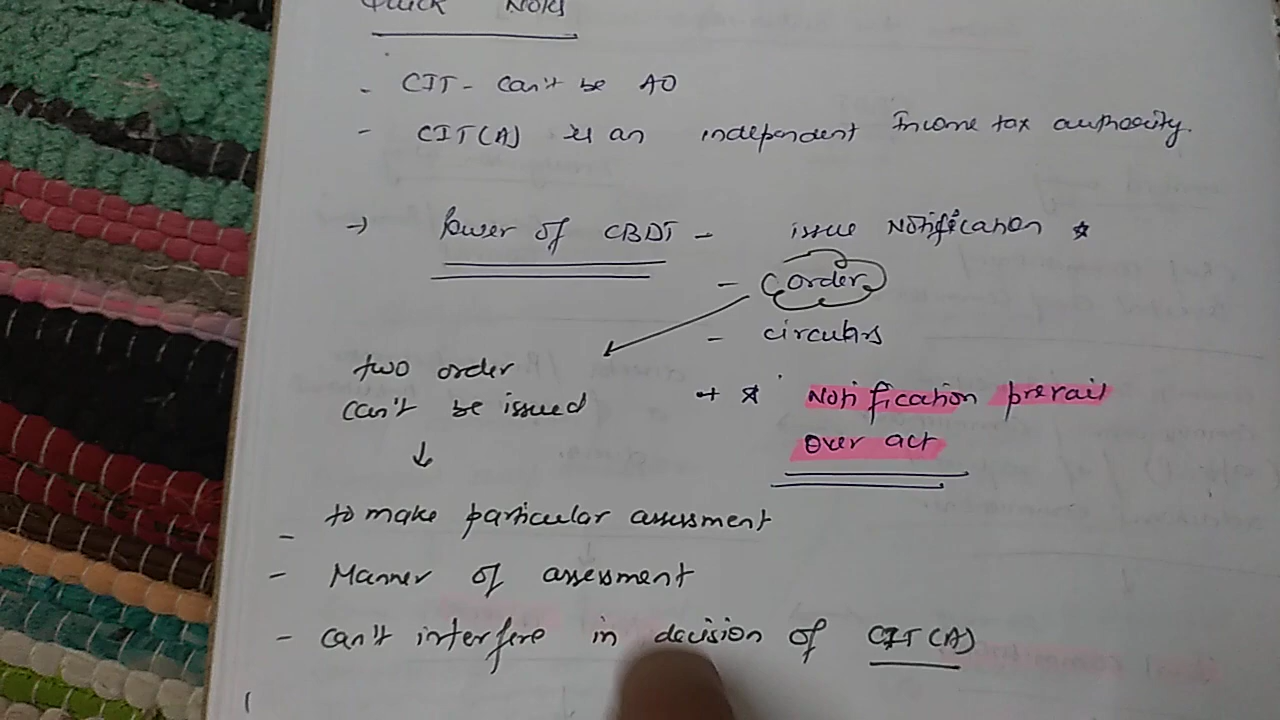 Quick Notes
- CIT - Can't be AO
- CIT(A) is an independent Income tax authority.
→ Power of CBDT - issue Notification ☆
- order
- circulars
two order
can't be issued
↓
→ ☆ Notification prevail
over act
- to make particular assessment
- Manner of assessment
- can't interfere in decision of CIT(A)